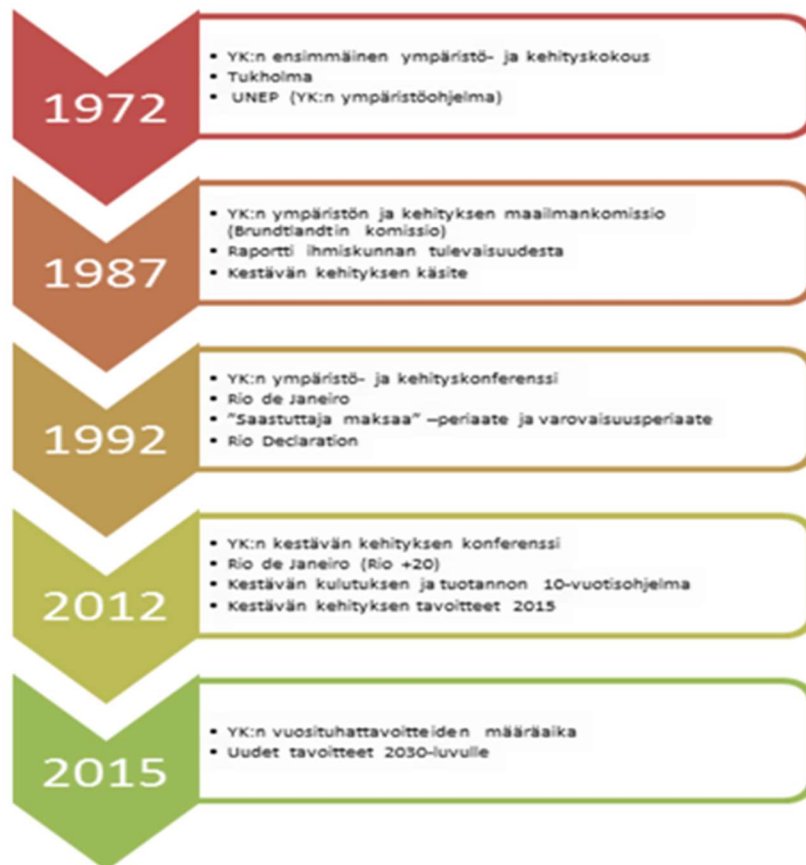 1972
• YK:n ensimmäinen ympäristö- ja kehityskokous
• Tukholma
• UNEP (YK:n ympäristöohjelma)
1987
• YK:n ympäristön ja kehityksen maailmankomissio
(Brundtlandtin komissio)
• Raportti ihmiskunnan tulevaisuudesta
• Kestävän kehityksen käsite
1992
• YK:n ympäristö- ja kehityskonferenssi
• Rio de Janeiro
• ”Saastuttaja maksaa” –periaate ja varovaisuusperiaate
• Rio Declaration
2012
• YK:n kestävän kehityksen konferenssi
• Rio de Janeiro (Rio +20)
• Kestävän kulutuksen ja tuotannon 10-vuotisohjelma
• Kestävän kehityksen tavoitteet 2015
2015
• YK:n vuosituhattavoitteiden määräaika
• Uudet tavoitteet 2030-luvulle